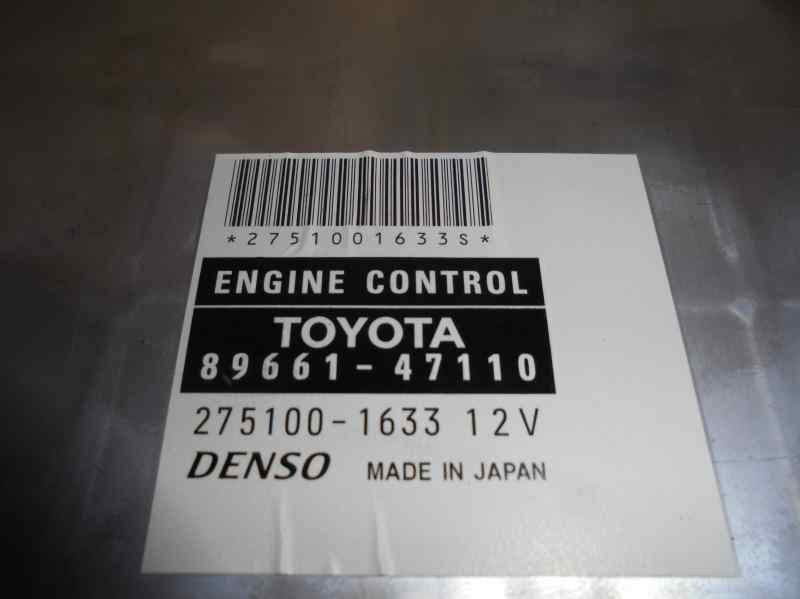 *2751001633S*
ENGINE CONTROL
TOYOTA
89661-47110
275100-1633 12V
DENSO MADE IN JAPAN